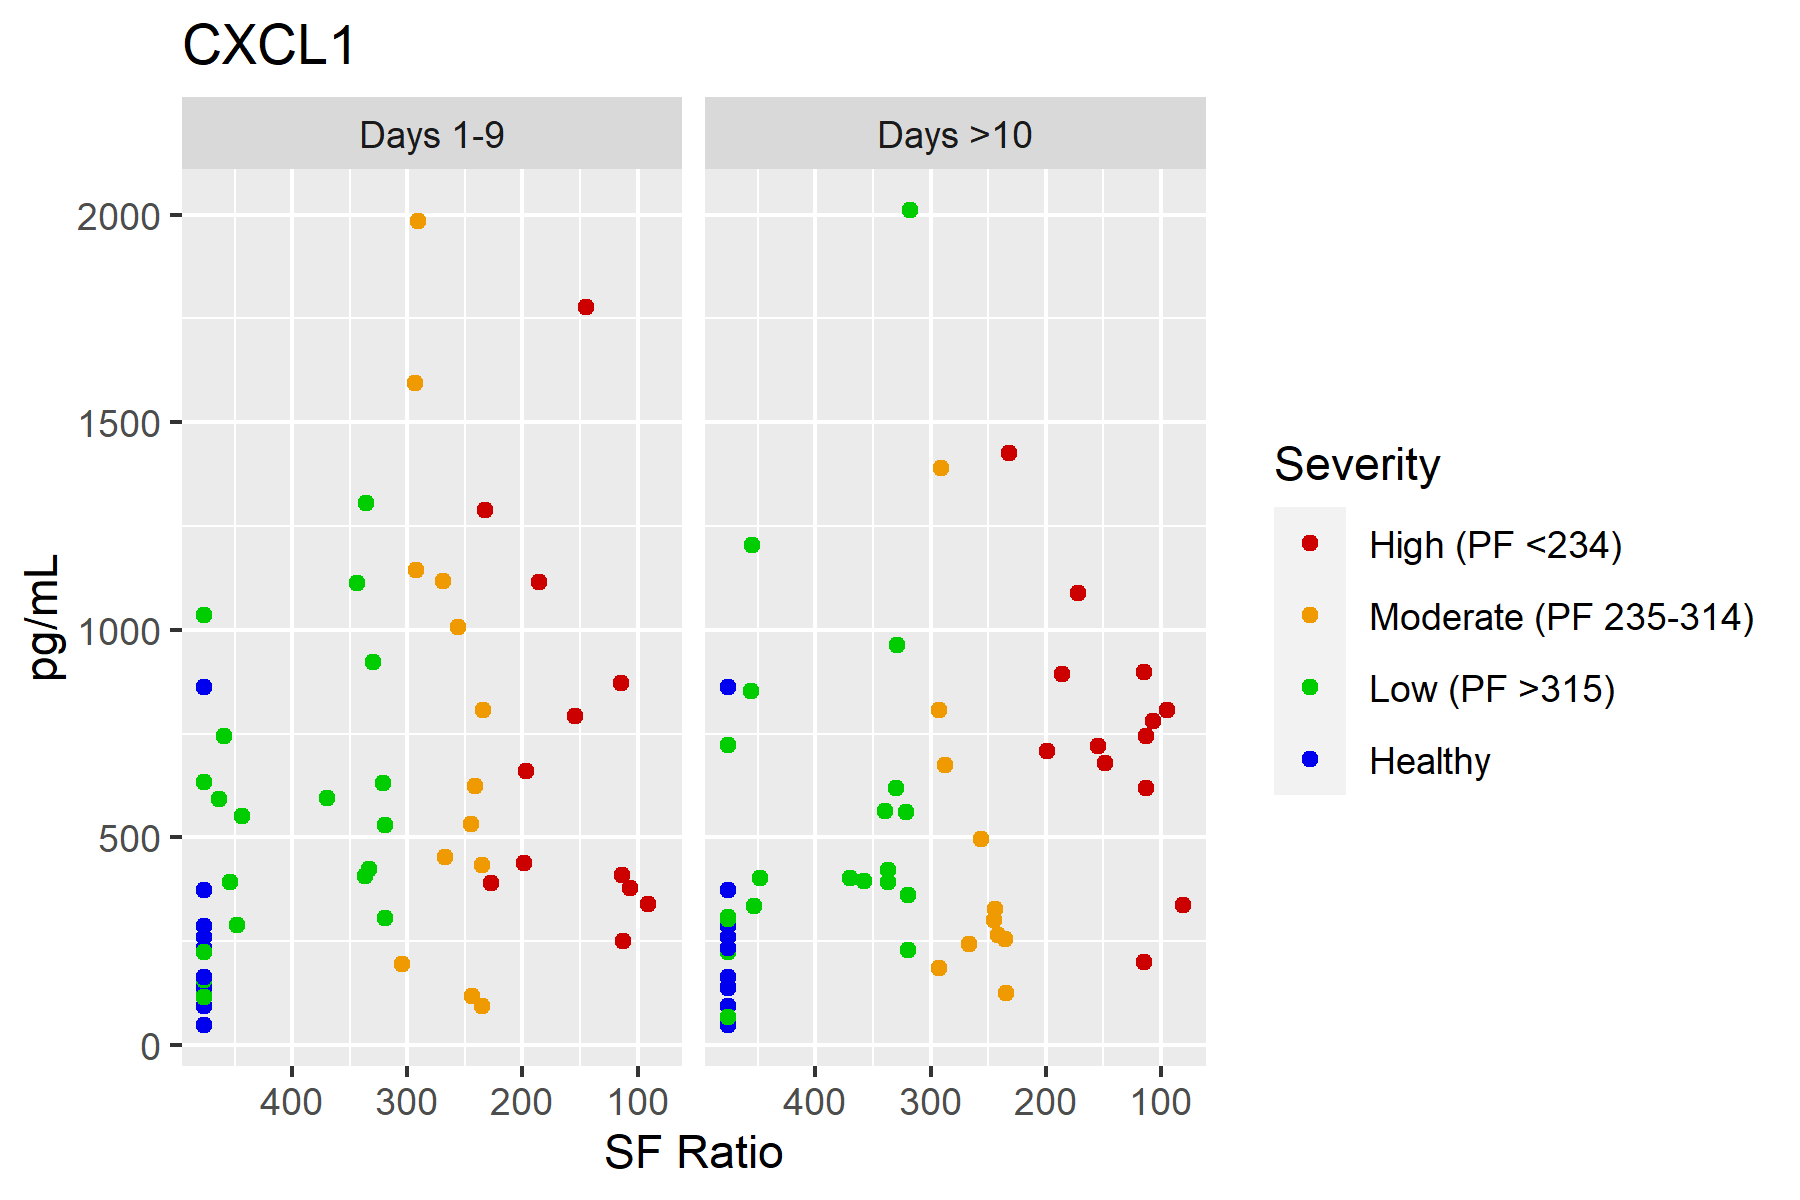 CXCL1
Days 1-9
Days >10
2000
1500
1000
500
0
pg/mL
400 300 200 100
400 300 200 100
SF Ratio
Severity
High (PF <234)
Moderate (PF 235-314)
Low (PF >315)
Healthy